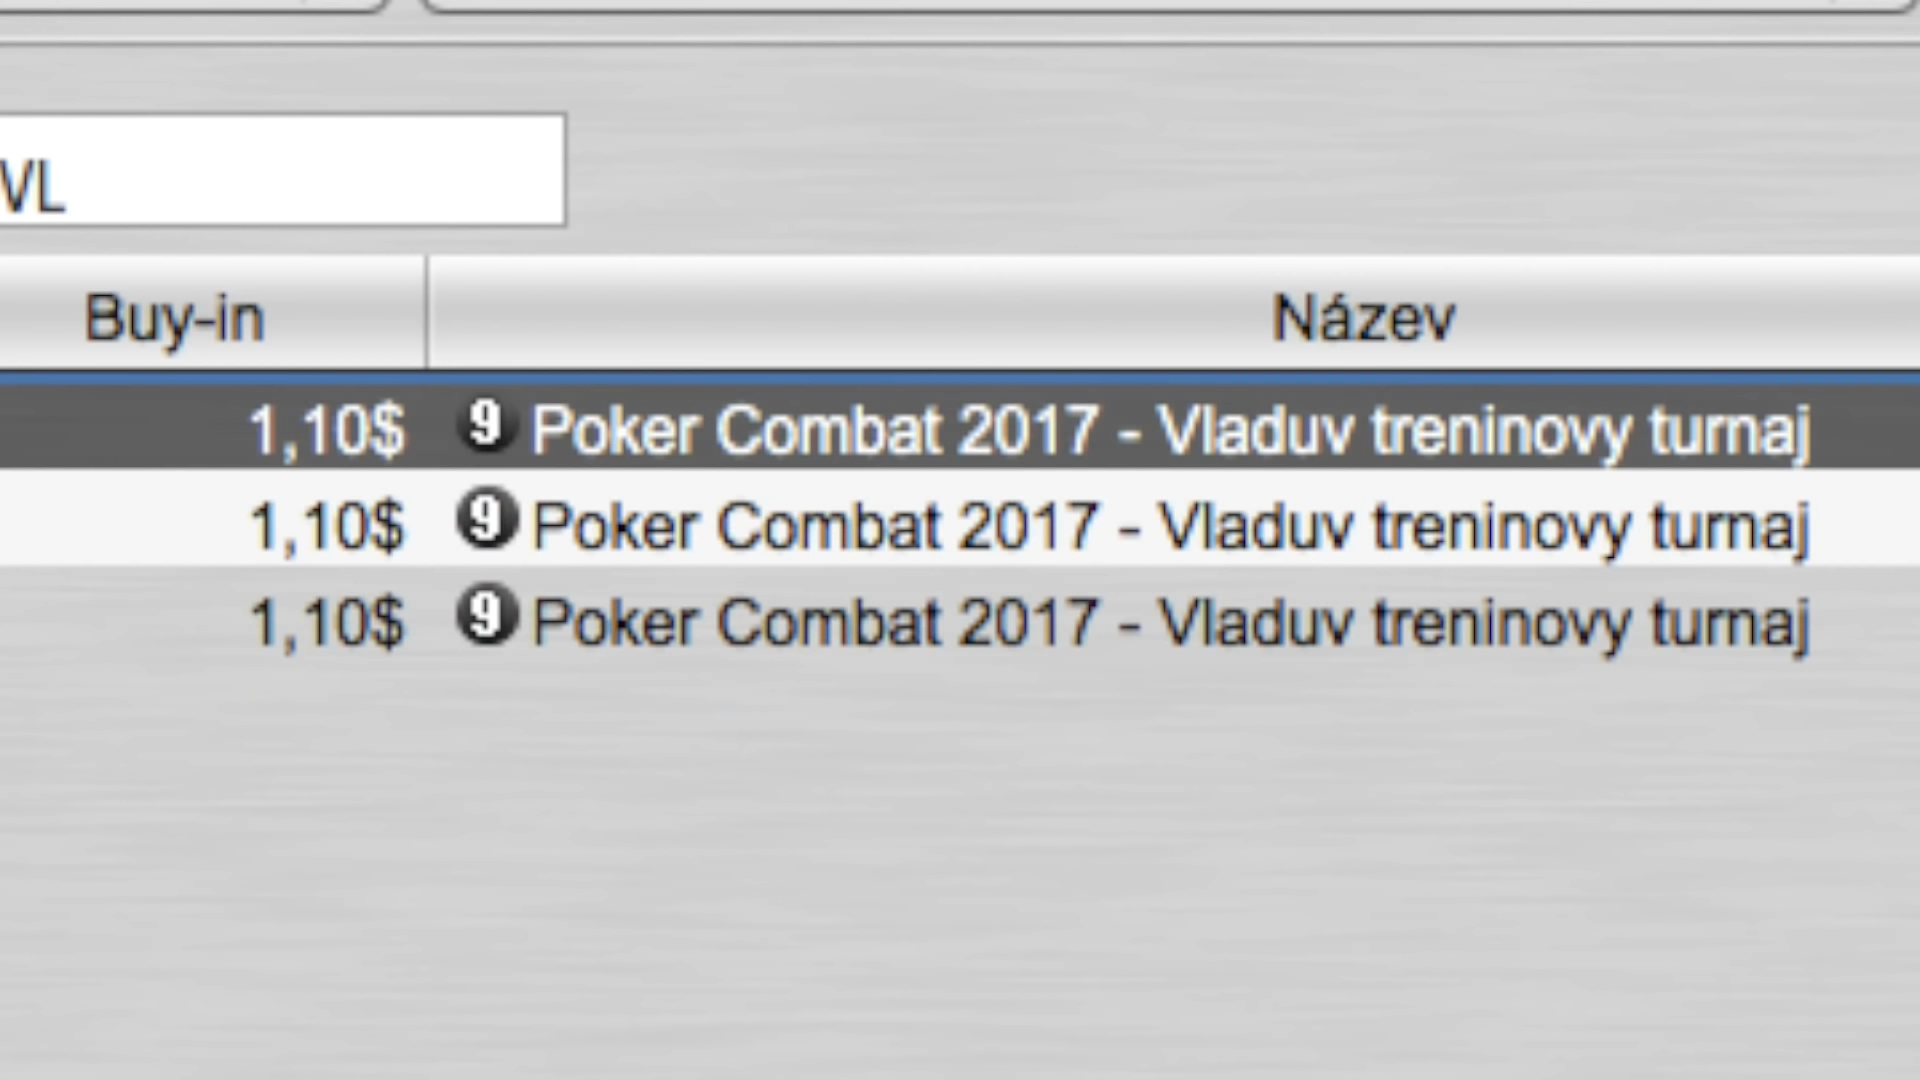 VL
Buy-in Název
1,10$ 9 Poker Combat 2017 - Vladuv treninovy turnaj
1,10$ 9 Poker Combat 2017 - Vladuv treninovy turnaj
1,10$ 9 Poker Combat 2017 - Vladuv treninovy turnaj